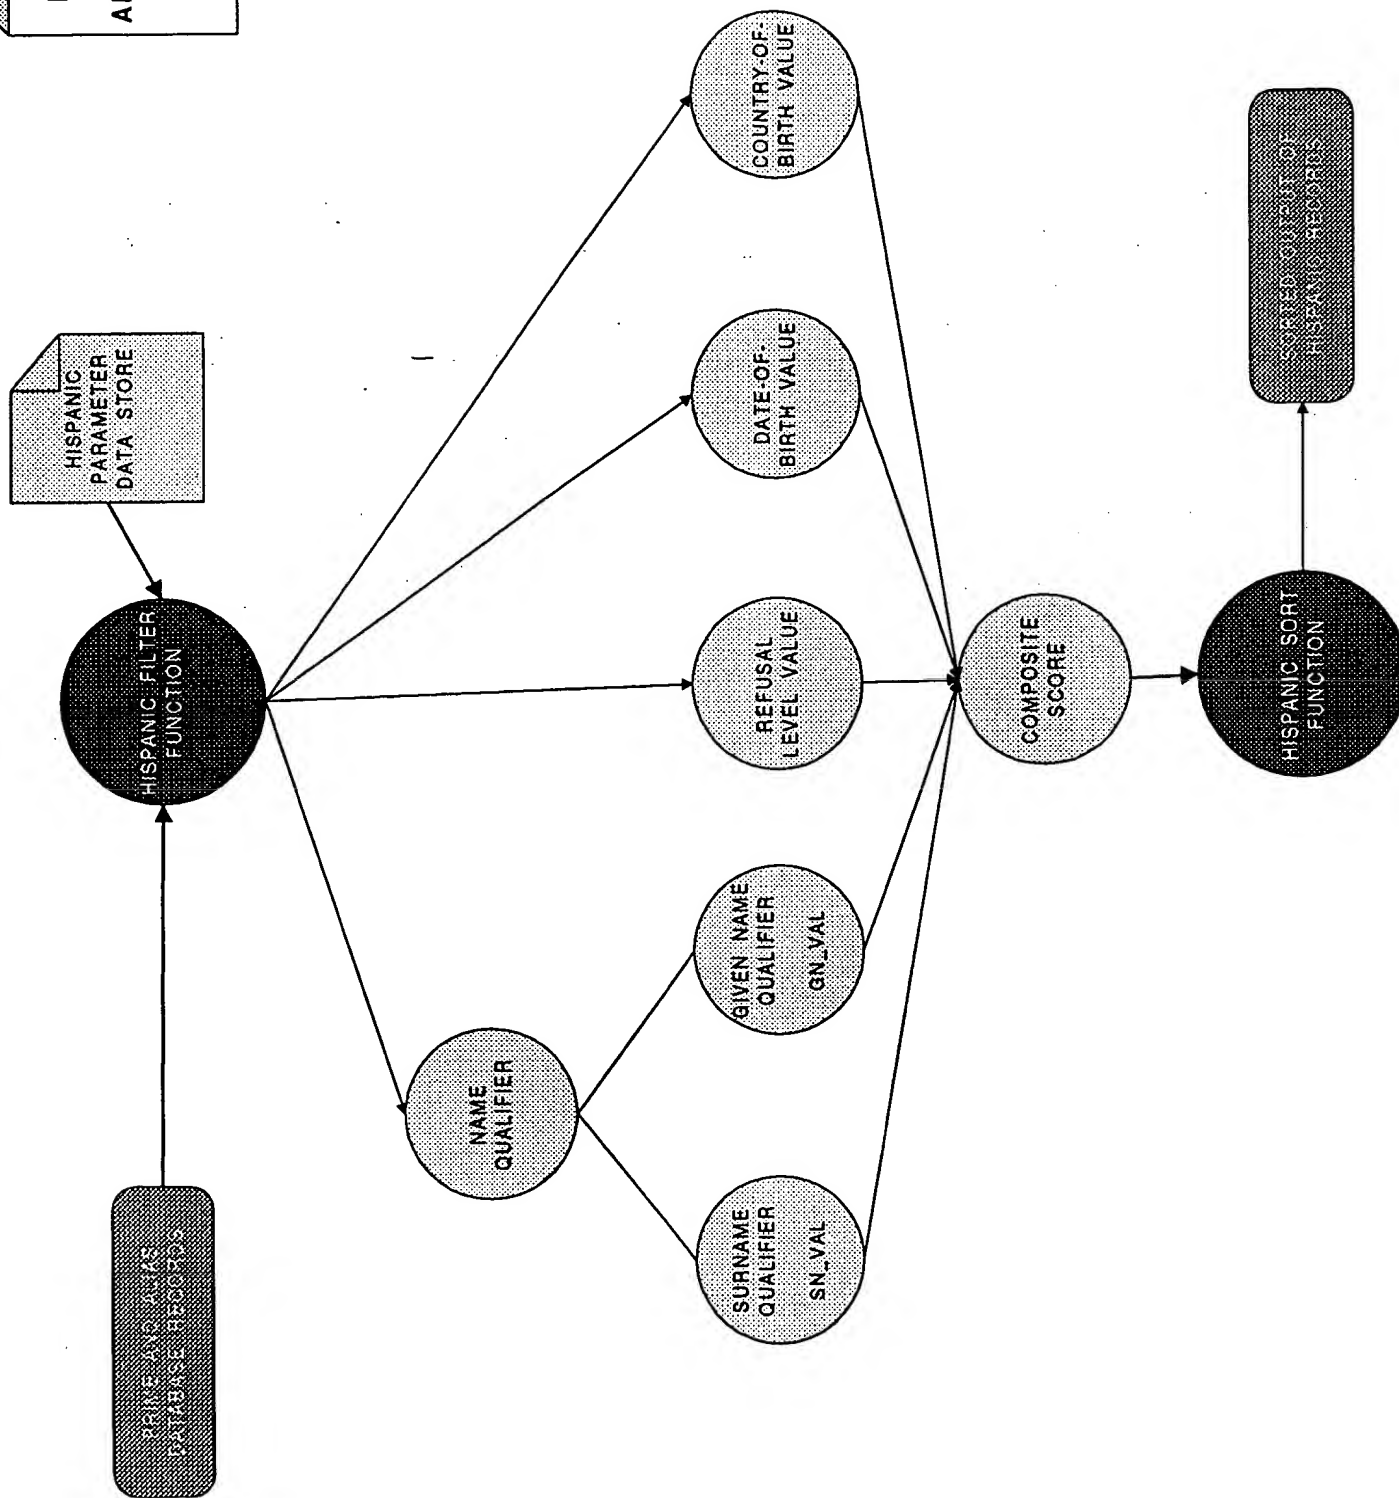 PRIME AND ALIAS
DATABASE RECORDS
HISPANIC FILTER
FUNCTION
HISPANIC
PARAMETER
DATA STORE
NAME
QUALIFIER
SURNAME
QUALIFIER
SN_VAL
GIVEN NAME
QUALIFIER
GN_VAL
REFUSAL
LEVEL VALUE
DATE-OF-
BIRTH VALUE
COUNTRY-OF-
BIRTH VALUE
COMPOSITE
SCORE
HISPANIC SORT
FUNCTION
SORTED OUTPUT OF
HISPANIC RECORDS